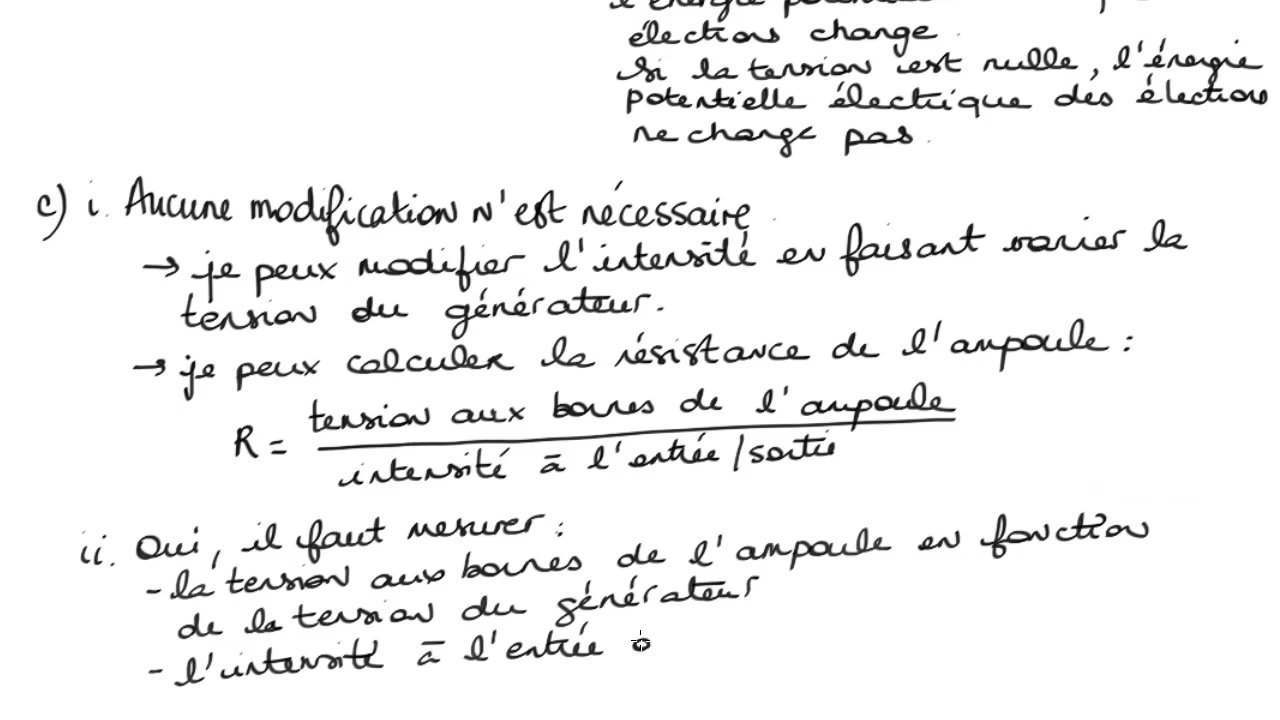 l'énergie
électrons change.
Si la tension est nulle, l'énergie
potentielle électrique des électrons
ne change pas.
c) i. Aucune modification n'est nécessaire
→ je peux modifier l'intensité en faisant varier la
tension du générateur.
→ je peux calculer la résistance de l'ampoule :
R = tension aux bornes de l'ampoule
intensité à l'entrée/sortie
ii. Oui, il faut mesurer :
- la tension aux bornes de l'ampoule en fonction
de la tension du générateur
- l'intensité à l'entrée